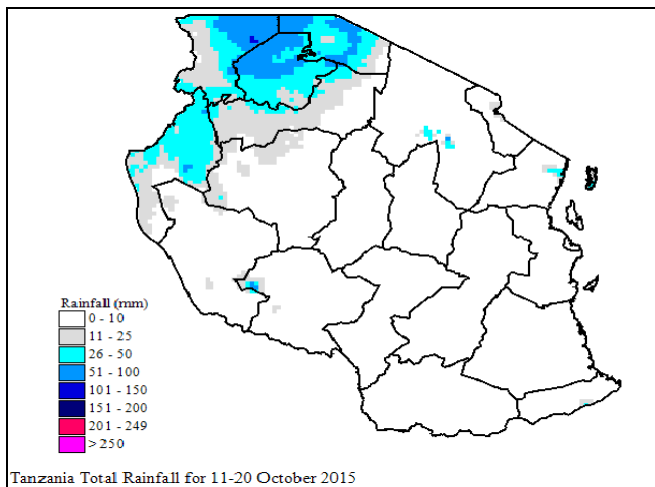 Rainfall (mm)
0 - 10
11 - 25
26 - 50
51 - 100
101 - 150
151 - 200
201 - 249
> 250
Tanzania Total Rainfall for 11-20 October 2015